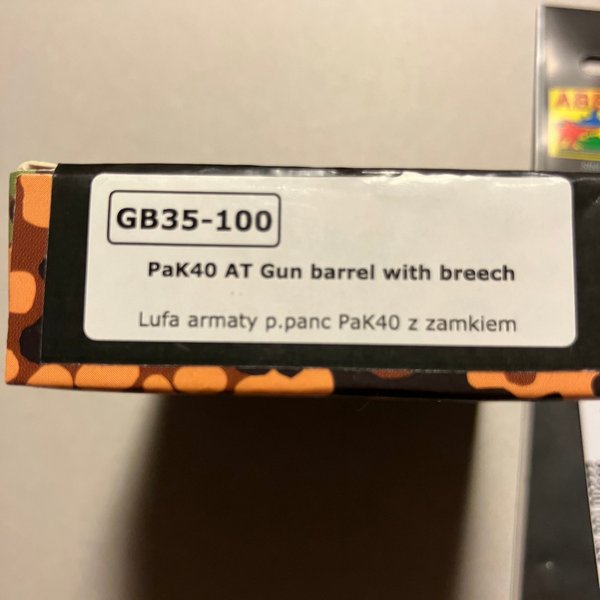 GB35-100
PaK40 AT Gun barrel with breech
Lufa armaty p.panc PaK40 z zamkiem